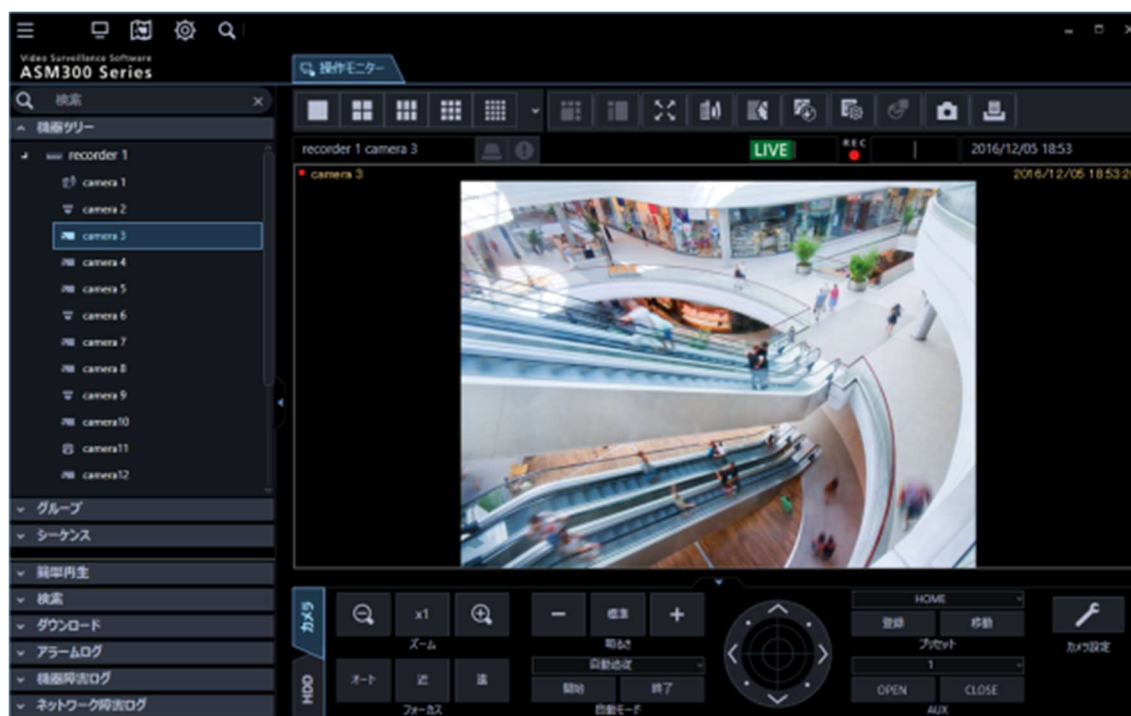 Video Surveillance Software
ASM300 Series
操作モニター
検索
機器ツリー
recorder 1
camera 1
camera 2
camera 3
camera 4
camera 5
camera 6
camera 7
camera 8
camera 9
camera10
camera11
camera12
グループ
シーケンス
簡単再生
検索
ダウンロード
アラームログ
機器障害ログ
ネットワーク障害ログ
recorder 1 camera 3
LIVE
REC
2016/12/05 18:53
camera 3
2016/12/05 18:53:2
カメラ
HDD
x1
ズーム
オート
近
遠
フォーカス
標準
明るさ
自動追従
開始
終了
自動モード
HOME
登録
移動
プリセット
1
OPEN
CLOSE
AUX
カメラ設定